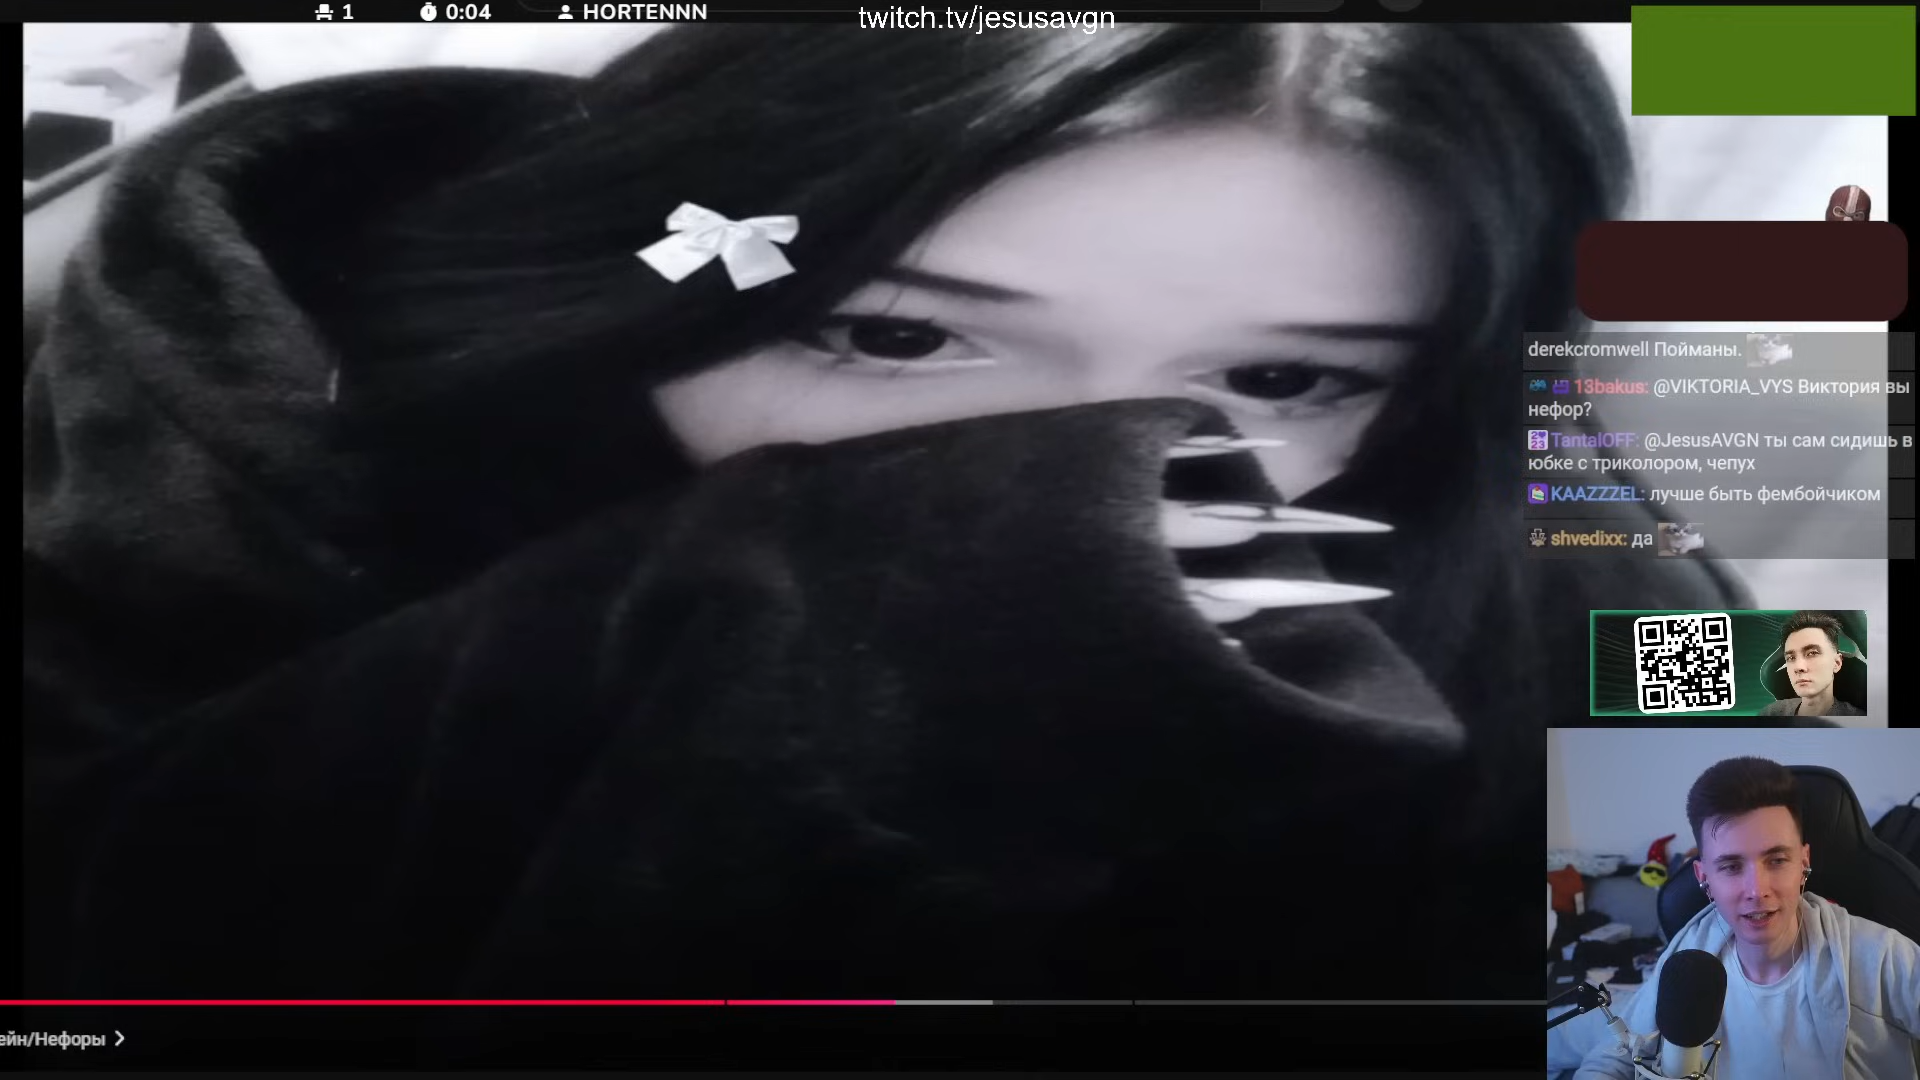 1
0:04
HORTENNN
twitch.tv/jesusavgn
derekcromwell Пойманы.
13bakus: @VIKTORIA_VYS Виктория вы
нефор?
TantalOFF: @JesusAVGN ты сам сидишь в
юбке с триколором, чепух
KAAZZZEL: лучше быть фембойчиком
shvedixx: да
ейн/Нефоры